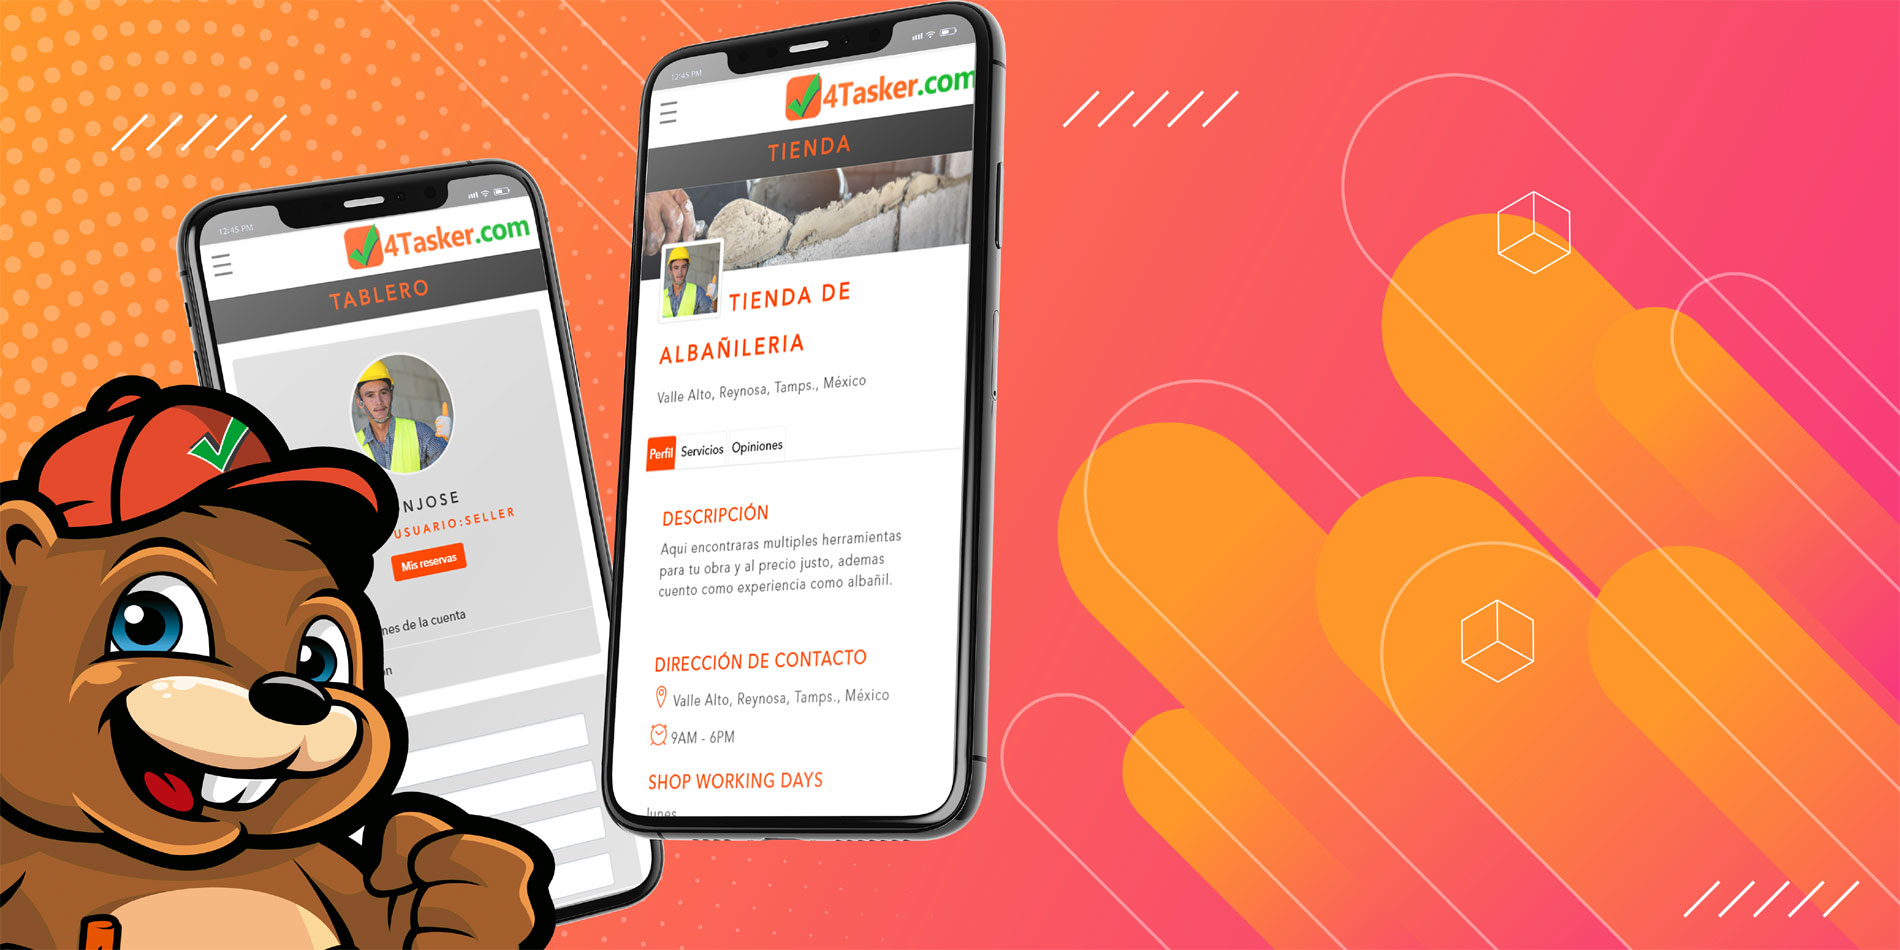 12:45 PM
4Tasker.com
TABLERO
NJOSE
USUARIO:SELLER
Mis reservas
nes de la cuenta
ón
12:45 PM
4Tasker.com
TIENDA
TIENDA DE
ALBAÑILERIA
Valle Alto, Reynosa, Tamps., México
Perfil Servicios Opiniones
DESCRIPCIÓN
Aqui encontraras multiples herramientas
para tu obra y al precio justo, ademas
cuento como experiencia como albañil.
DIRECCIÓN DE CONTACTO
Valle Alto, Reynosa, Tamps., México
9AM - 6PM
SHOP WORKING DAYS
lunes